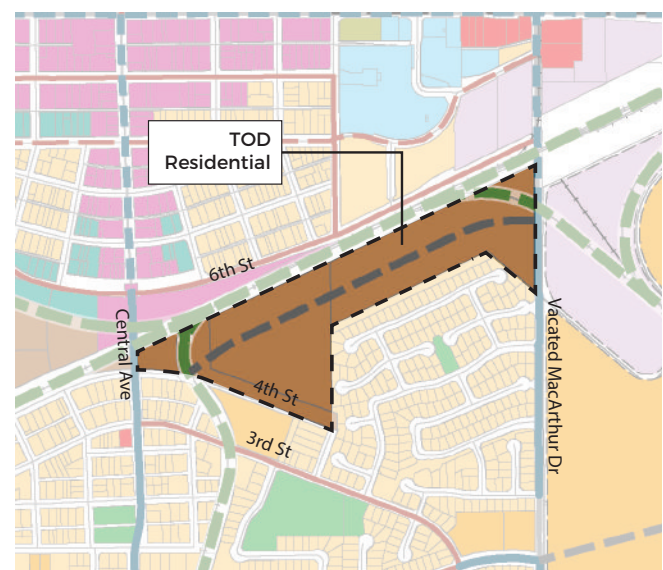 TOD
Residential
6th St
Central Ave
Vacated MacArthur Dr
4th St
3rd St